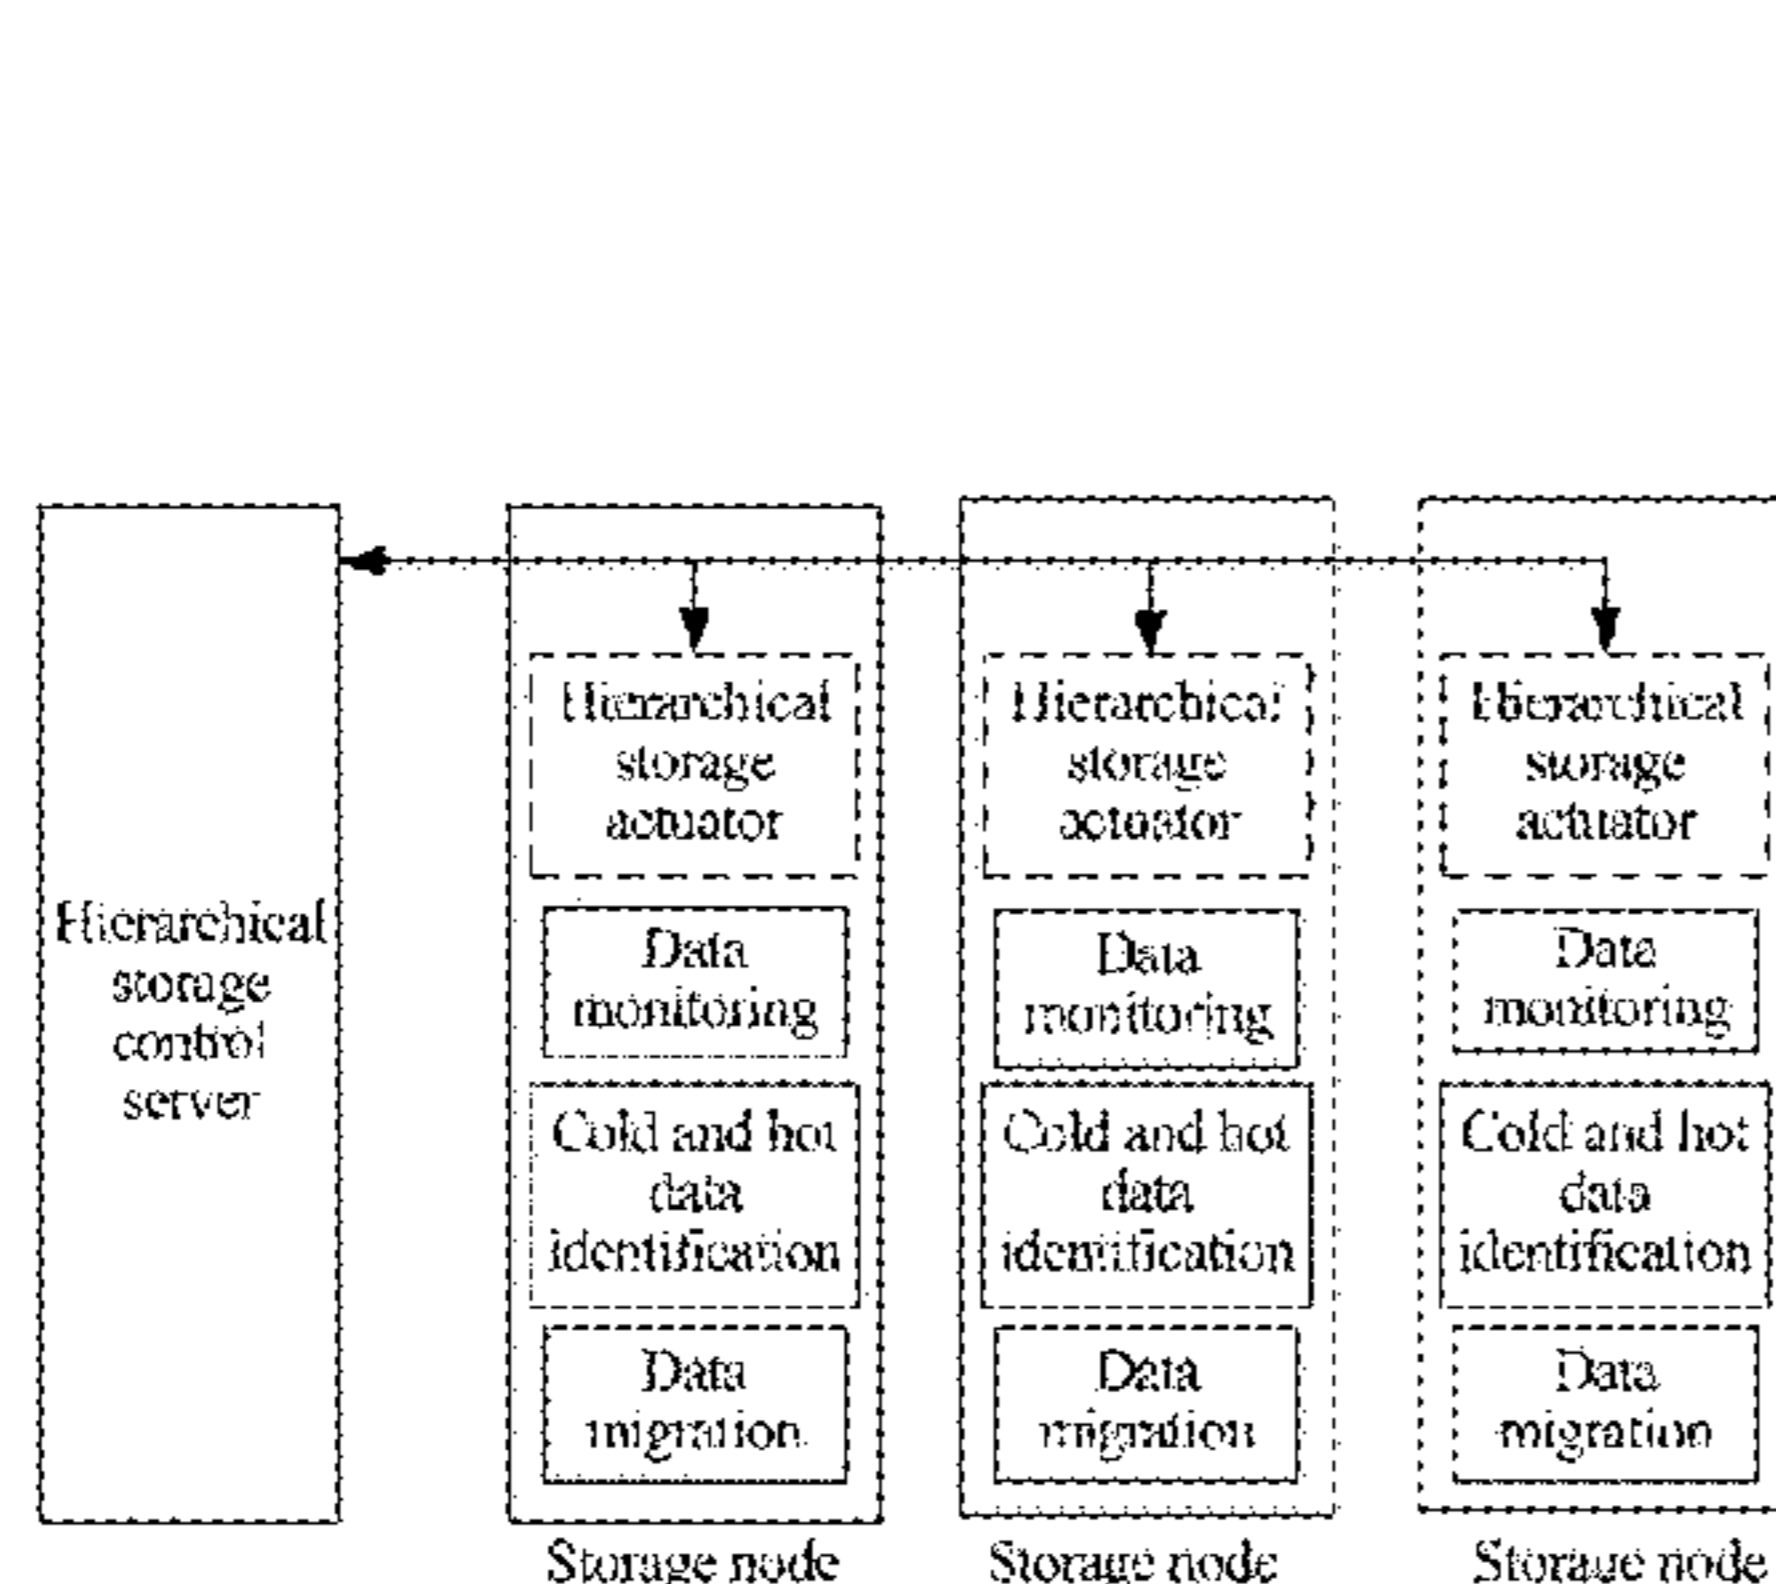 Hierarchical
storage
control
server
Hierarchical
storage
actuator
Data
monitoring
Cold and hot
data
identification
Data
migration
Storage node
Hierarchical
storage
actuator
Data
monitoring
Cold and hot
data
identification
Data
migration
Storage node
Hierarchical
storage
actuator
Data
monitoring
Cold and hot
data
identification
Data
migration
Storage node